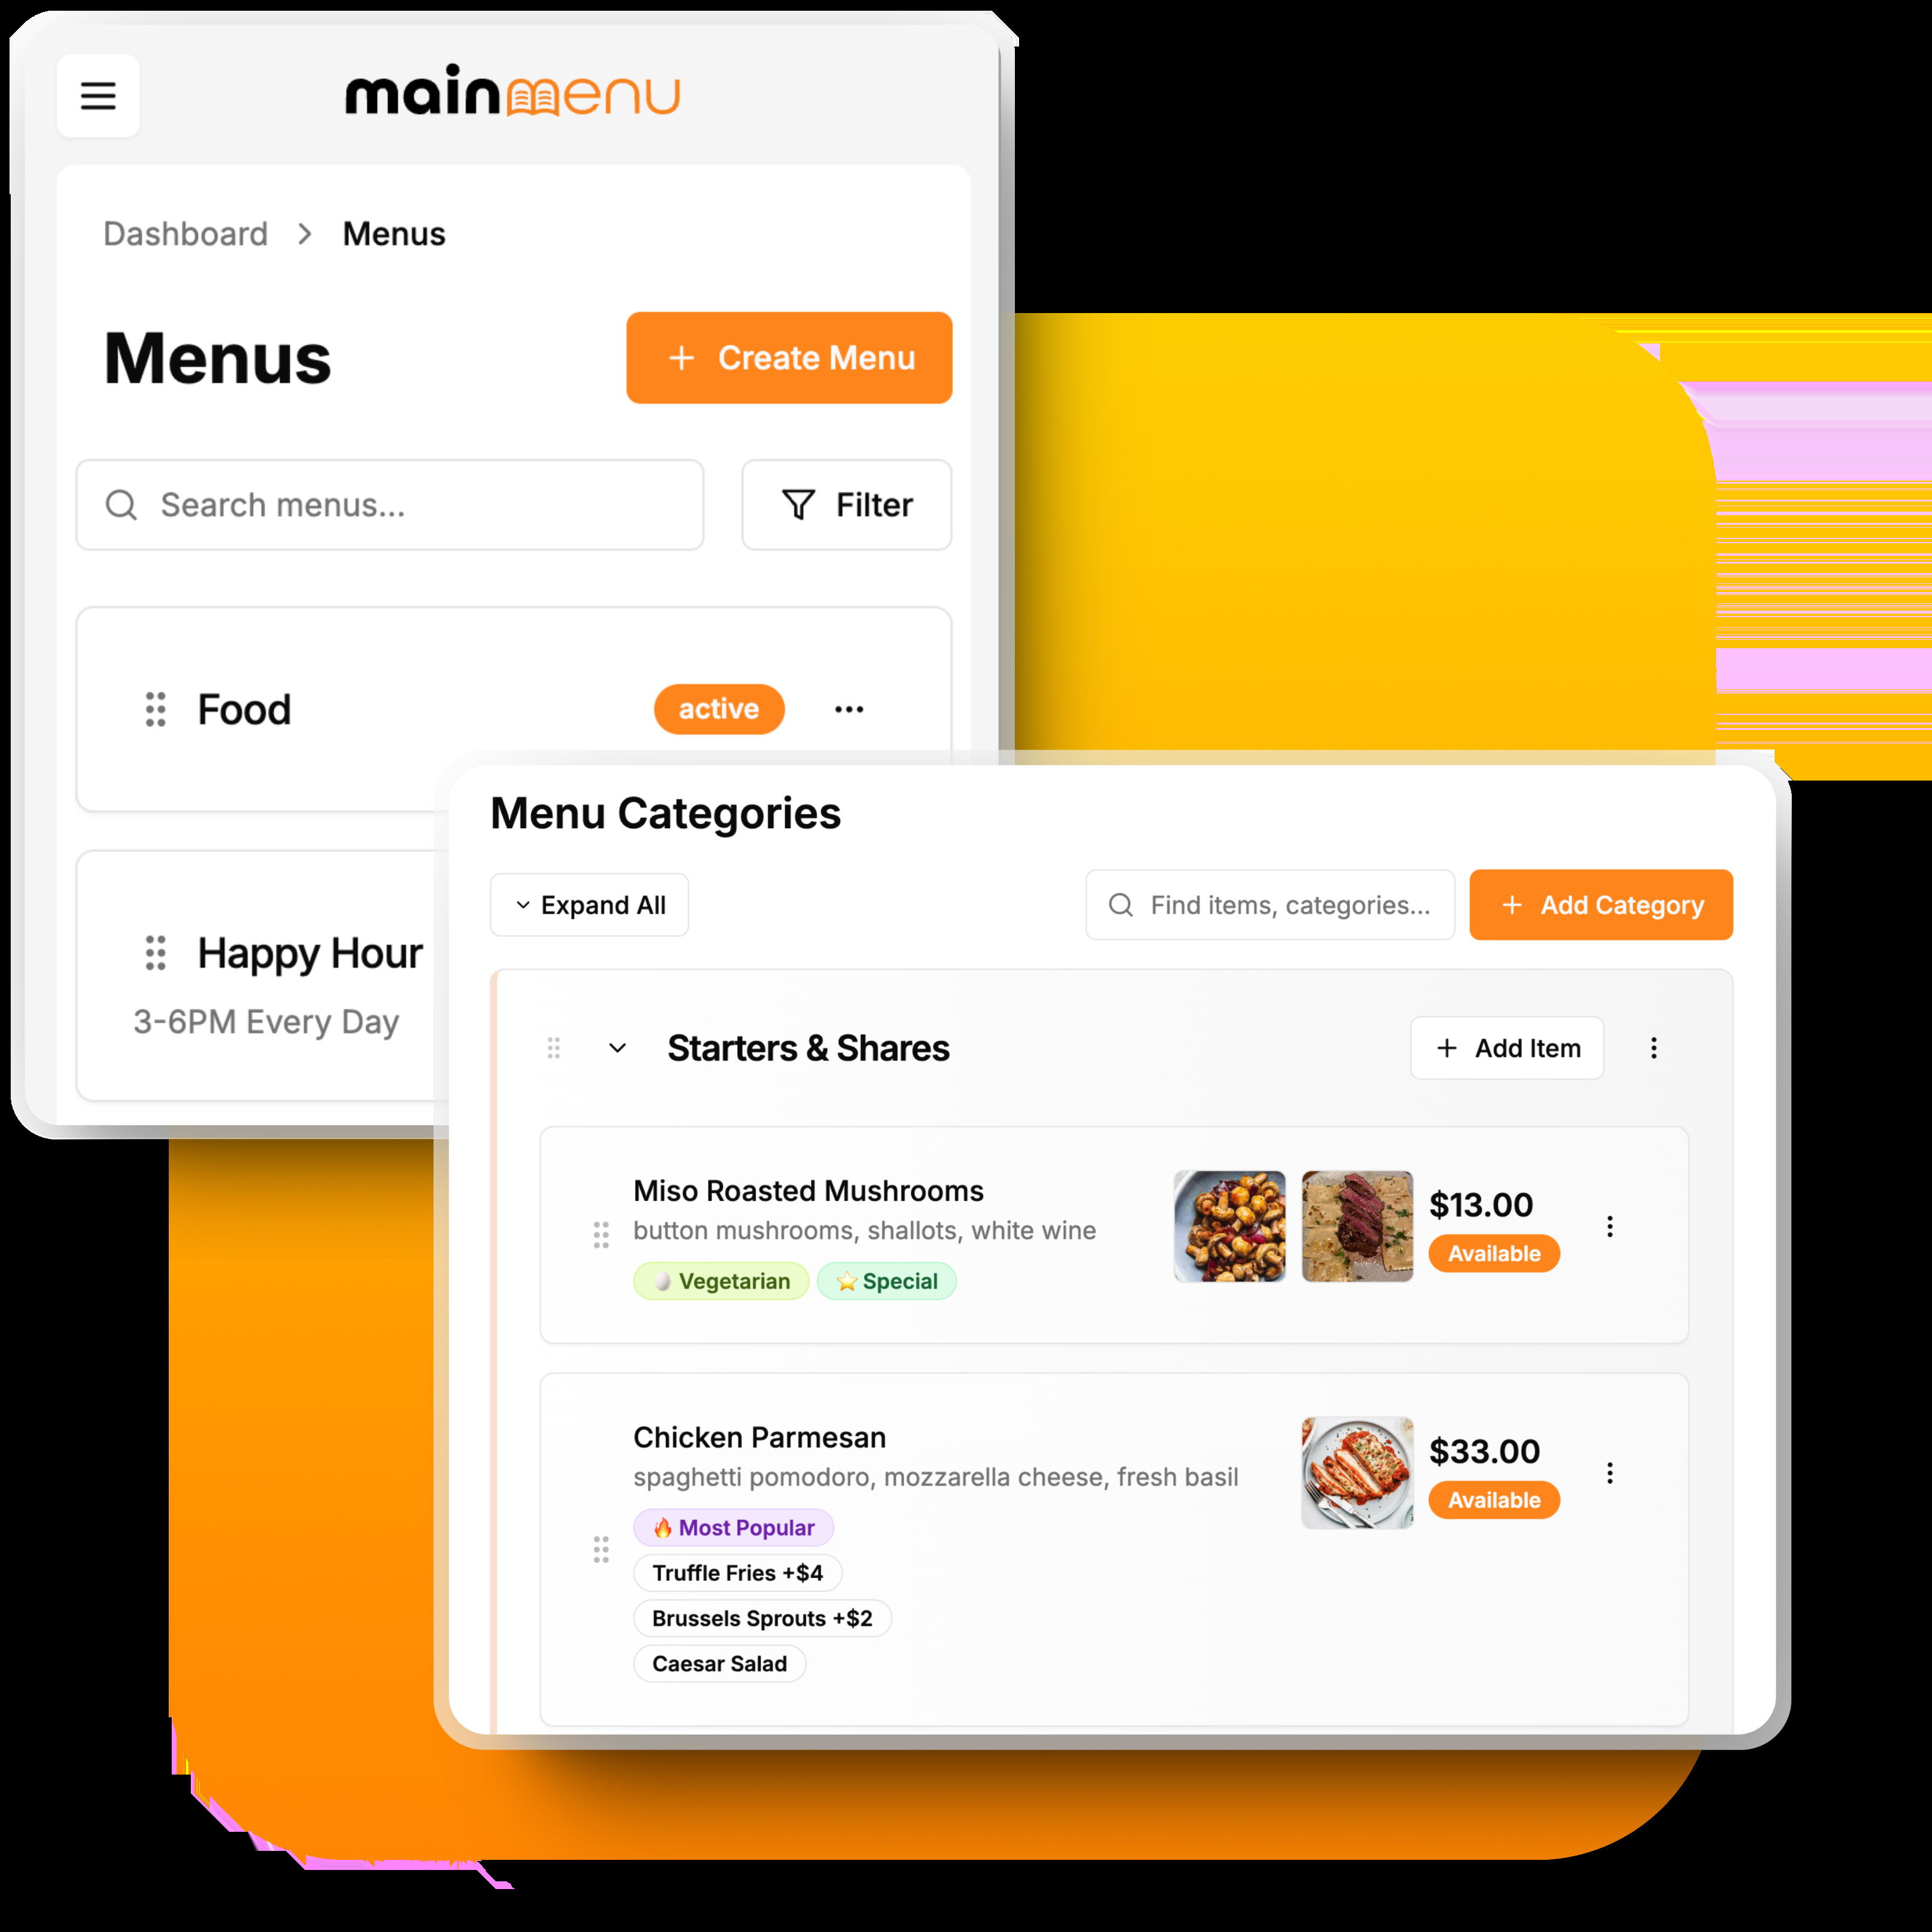 mainmenu
Dashboard > Menus
Menus
+ Create Menu
Search menus...
Filter
Food
active
Happy Hour
3-6PM Every Day
Menu Categories
Expand All
Find items, categories...
+ Add Category
Starters & Shares
+ Add Item
Miso Roasted Mushrooms
button mushrooms, shallots, white wine
Vegetarian
Special
$13.00
Available
Chicken Parmesan
spaghetti pomodoro, mozzarella cheese, fresh basil
Most Popular
Truffle Fries +$4
Brussels Sprouts +$2
Caesar Salad
$33.00
Available